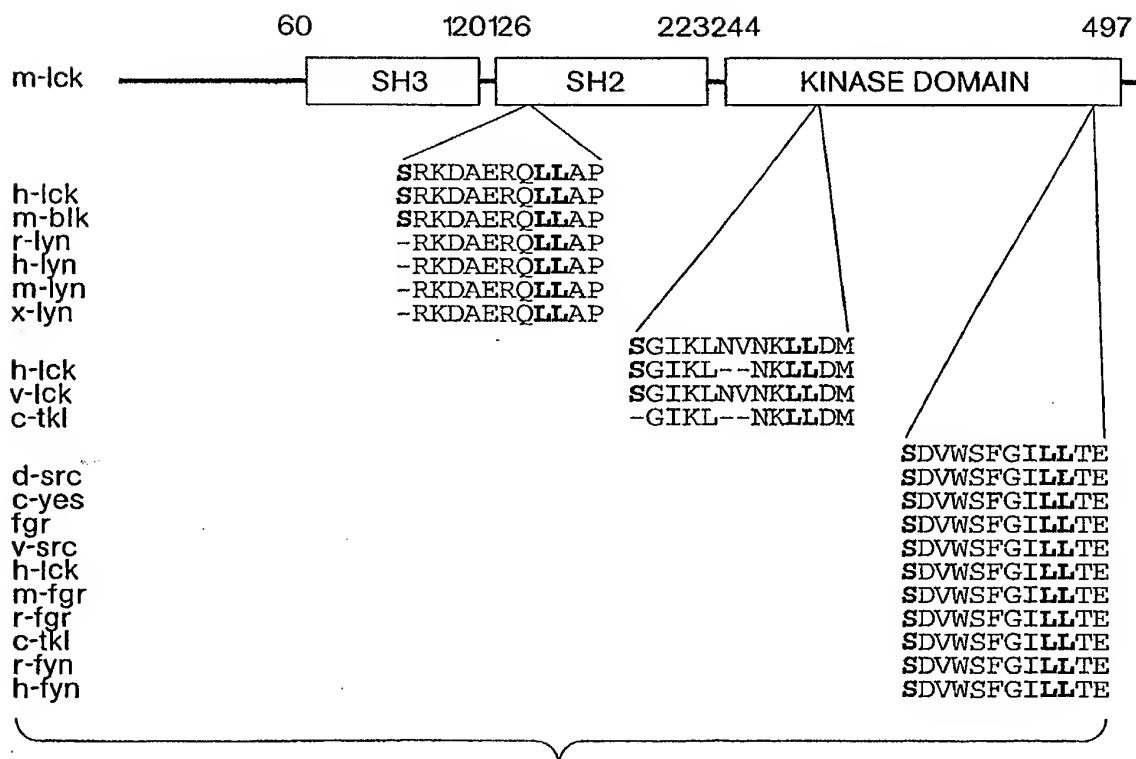 60 120126 223244 497
m-lck SH3 SH2 KINASE DOMAIN
SRKDAERQLLAP
h-lck SRKDAERQLLAP
m-blk SRKDAERQLLAP
r-lyn -RKDAERQLLAP
h-lyn -RKDAERQLLAP
m-lyn -RKDAERQLLAP
x-lyn -RKDAERQLLAP
SGIKLNVNKLLDM
h-lck SGIKL--NKLLDM
v-lck SGIKLNVNKLLDM
c-tkl -GIKL--NKLLDM
SDVWSFGILLTE
d-src SDVWSFGILLTE
c-yes SDVWSFGILLTE
fgr SDVWSFGILLTE
v-src SDVWSFGILLTE
h-lck SDVWSFGILLTE
m-fgr SDVWSFGILLTE
r-fgr SDVWSFGILLTE
c-tkl SDVWSFGILLTE
r-fyn SDVWSFGILLTE
h-fyn SDVWSFGILLTE